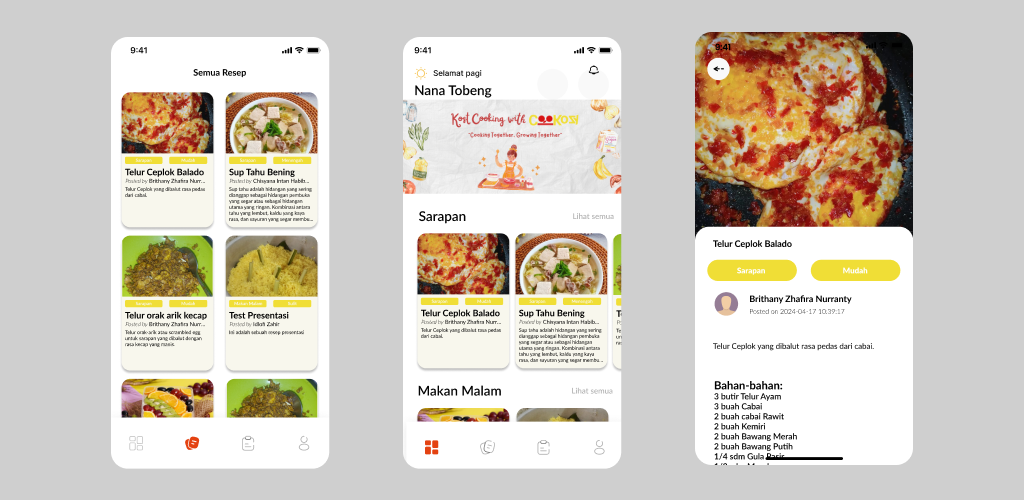 9:41
Semua Resep
Sarapan
Mudah
Telur Ceplok Balado
Posted by Brithany Zhafira Nurr...
Telur Ceplok yang dibalut rasa pedas
dari cabai.
Sarapan
Menengah
Sup Tahu Bening
Posted by Chisyana Intan Habib...
Sup tahu adalah hidangan yang sering
dianggap sebagai hidangan pembuka
yang segar atau sebagai hidangan
utama yang ringan. Kombinasi antara
tahu yang lembut, kaldu yang kaya
rasa, dan sayuran yang segar membu...
Sarapan
Mudah
Telur orak arik kecap
Posted by Brithany Zhafira Nurr...
Telur orak-arik atau scrambled egg
untuk sarapan yang dibalut dengan
rasa kecap yang manis.
Makan Malam
Sulit
Test Presentasi
Posted by Idlofi Zahir
Ini adalah sebuah resep presentasi
9:41
Selamat pagi
Nana Tobeng
Kost Cooking with COOKOST
"Cooking Together, Growing Together"
Sarapan
Lihat semua
Sarapan
Mudah
Telur Ceplok Balado
Posted by Brithany Zhafira Nurr...
Telur Ceplok yang dibalut rasa pedas
dari cabai.
Sarapan
Menengah
Sup Tahu Bening
Posted by Chisyana Intan Habib...
Sup tahu adalah hidangan yang sering
dianggap sebagai hidangan pembuka
yang segar atau sebagai hidangan
utama yang ringan. Kombinasi antara
tahu yang lembut, kaldu yang kaya
rasa, dan sayuran yang segar membu...
Makan Malam
Lihat semua
9:41
Telur Ceplok Balado
Sarapan
Mudah
Brithany Zhafira Nurranty
Posted on 2024-04-17 10:39:17
Telur Ceplok yang dibalut rasa pedas dari cabai.
Bahan-bahan:
3 butir Telur Ayam
3 buah Cabai
2 buah cabai Rawit
2 buah Kemiri
2 buah Bawang Merah
2 buah Bawang Putih
1/4 sdm Gula Pasir